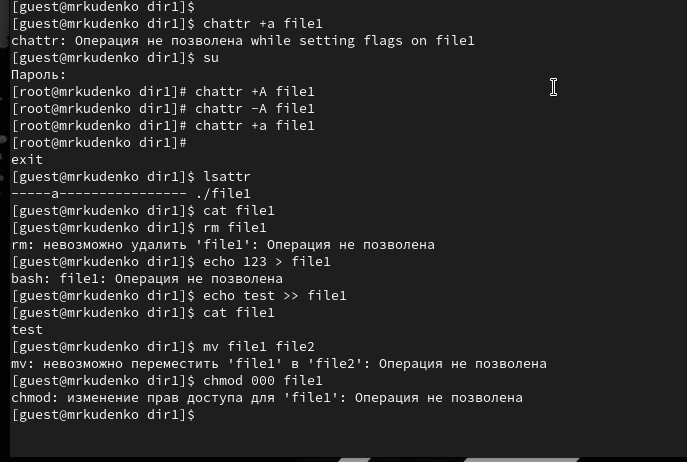 [guest@mrkudenko dir1]$
[guest@mrkudenko dir1]$ chattr +a file1
chattr: Операция не позволена while setting flags on file1
[guest@mrkudenko dir1]$ su
Пароль:
[root@mrkudenko dir1]# chattr +A file1
[root@mrkudenko dir1]# chattr -A file1
[root@mrkudenko dir1]# chattr +a file1
[root@mrkudenko dir1]#
exit
[guest@mrkudenko dir1]$ lsattr
-----a---------------- ./file1
[guest@mrkudenko dir1]$ cat file1
[guest@mrkudenko dir1]$ rm file1
rm: невозможно удалить 'file1': Операция не позволена
[guest@mrkudenko dir1]$ echo 123 > file1
bash: file1: Операция не позволена
[guest@mrkudenko dir1]$ echo test >> file1
[guest@mrkudenko dir1]$ cat file1
test
[guest@mrkudenko dir1]$ mv file1 file2
mv: невозможно переместить 'file1' в 'file2': Операция не позволена
[guest@mrkudenko dir1]$ chmod 000 file1
chmod: изменение прав доступа для 'file1': Операция не позволена
[guest@mrkudenko dir1]$